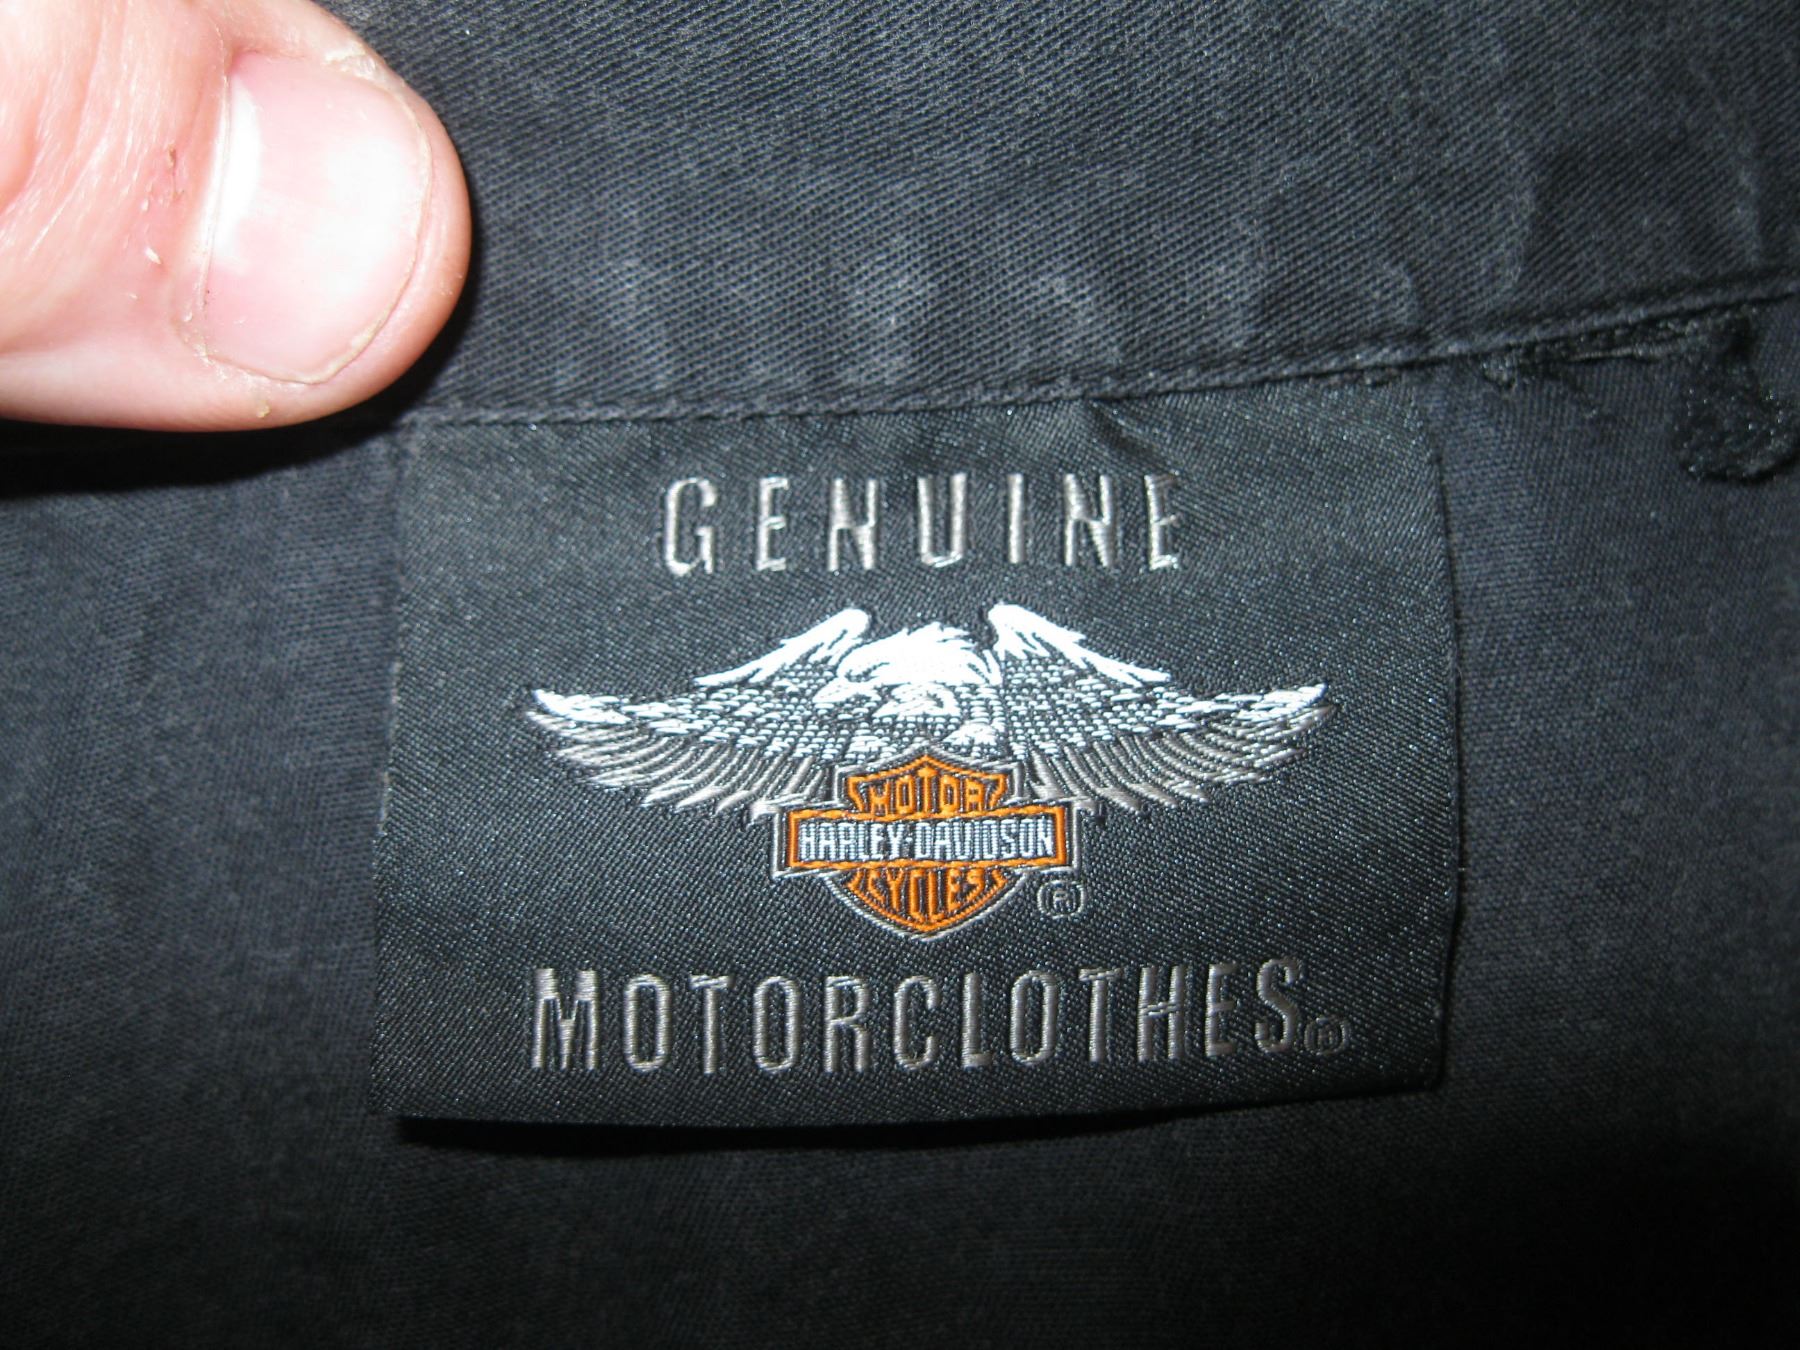 GENUINE
MOTOR
HARLEY-DAVIDSON
CYCLES ®
MOTORCLOTHES®